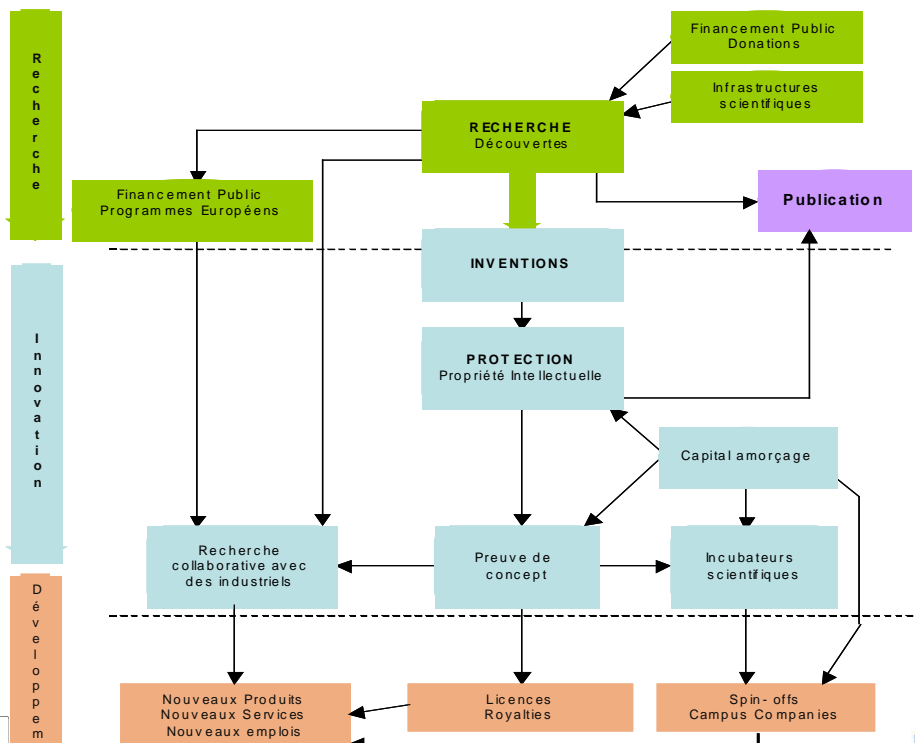 Recherche
Financement Public
Donations
Infrastructures
scientifiques
RECHERCHE
Découvertes
Financement Public
Programmes Européens
Publication
Innovation
INVENTIONS
PROTECTION
Propriété Intellectuelle
Capital amorçage
Recherche
collaborative avec
des industriels
Preuve de
concept
Incubateurs
scientifiques
Développem
Nouveaux Produits
Nouveaux Services
Nouveaux emplois
Licences
Royalties
Spin- offs
Campus Companies